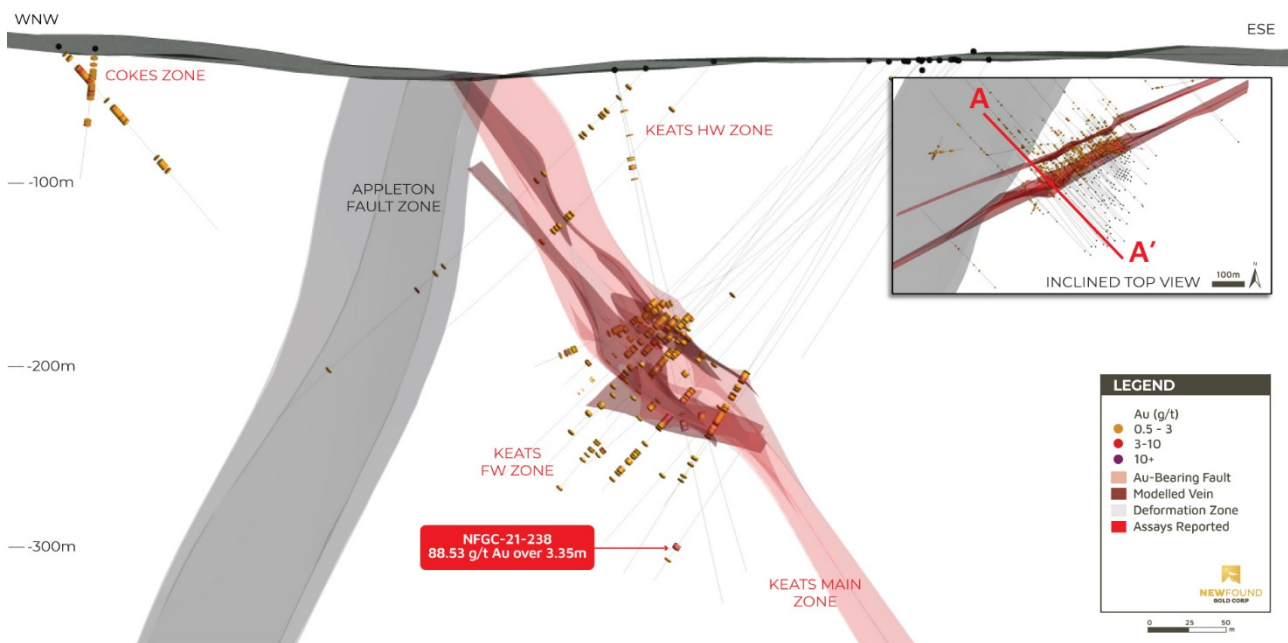 WNW
ESE
COKES ZONE
KEATS HW ZONE
—100m
APPLETON
FAULT ZONE
A
A'
INCLINED TOP VIEW
100m
N
—200m
KEATS
FW ZONE
NFGC-21-238
88.53 g/t Au over 3.35m
—300m
KEATS MAIN
ZONE
LEGEND
Au (g/t)
0.5 - 3
3-10
10+
Au-Bearing Fault
Modelled Vein
Deformation Zone
Assays Reported
NEWFOUND
GOLD CORP
0 25 50
m